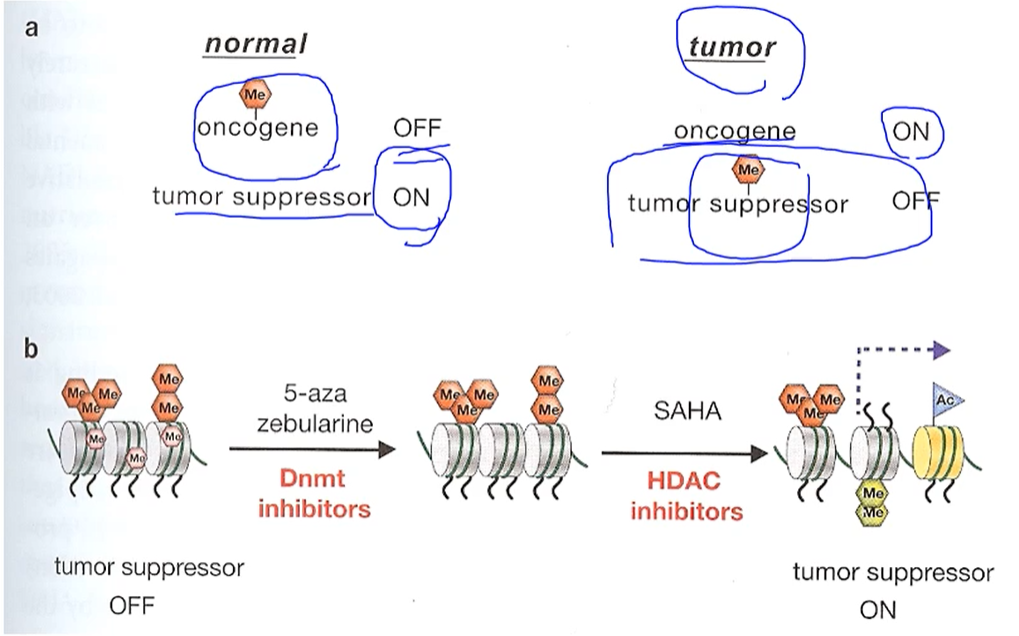 a
normal
Me
oncogene OFF
tumor suppressor ON
tumor
oncogene ON
Me
tumor suppressor OFF
b
Me Me
Me
Me
Me
Me
Me
Me
5-aza
zebularine
Dnmt
inhibitors
Me Me
Me
Me
Me
SAHA
HDAC
inhibitors
Me Me
Me
Ac
Me
Me
tumor suppressor
OFF
tumor suppressor
ON